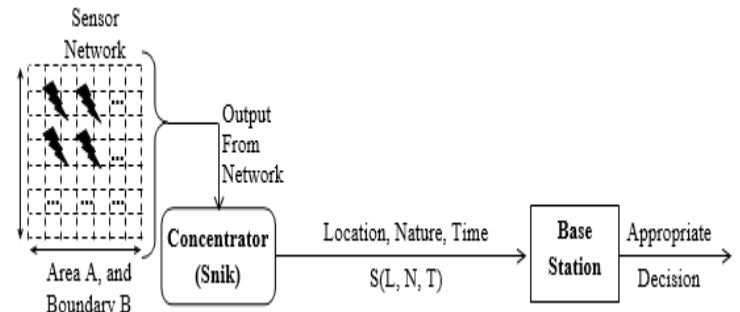 Sensor
Network
...
...
... ... ...
Area A, and
Boundary B
Output
From
Network
Concentrator
(Snik)
Location, Nature, Time
S(L, N, T)
Base
Station
Appropriate
Decision